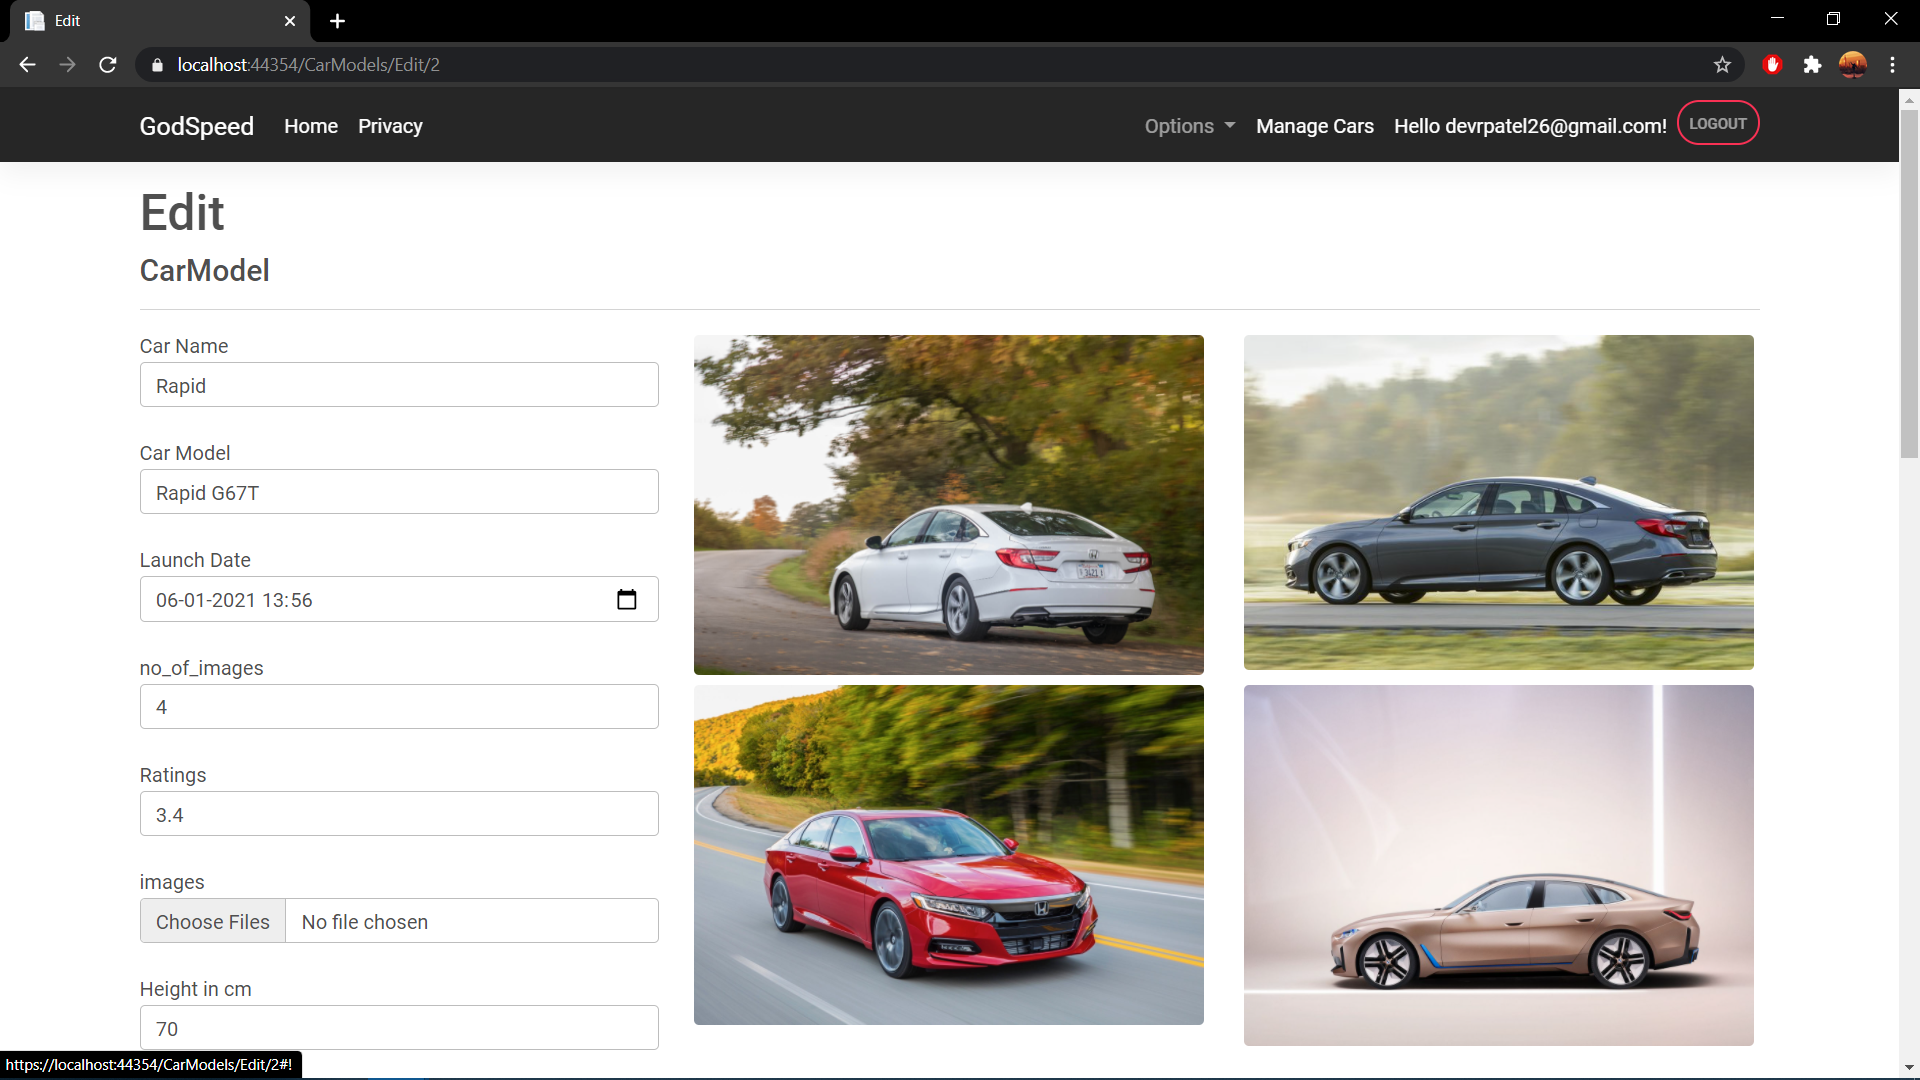 Edit
localhost:44354/CarModels/Edit/2
GodSpeed Home Privacy Options Manage Cars Hello devrpatel26@gmail.com! LOGOUT
Edit
CarModel
Car Name
Rapid
Car Model
Rapid G67T
Launch Date
06-01-2021 13:56
no_of_images
4
Ratings
3.4
images
Choose Files No file chosen
Height in cm
70
https://localhost:44354/CarModels/Edit/2#!